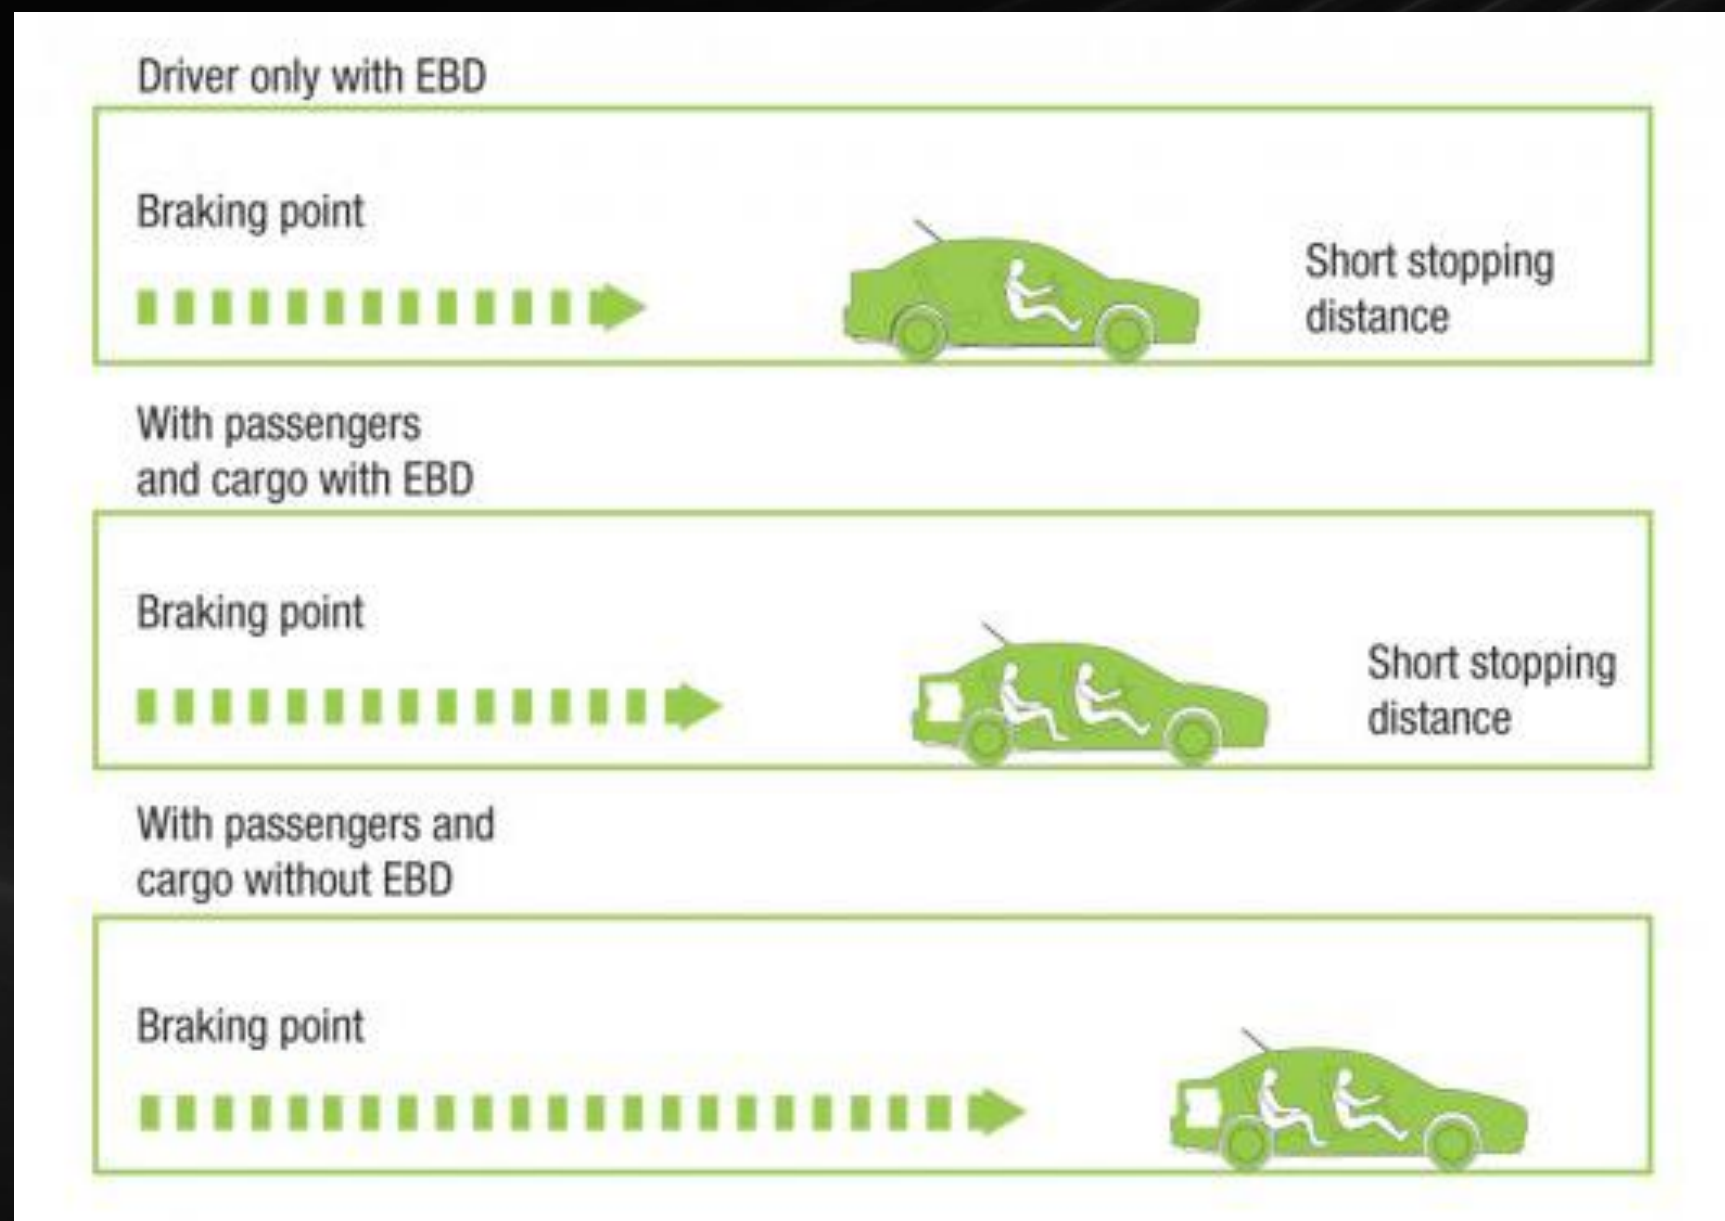 Driver only with EBD
Braking point
Short stopping
distance
With passengers
and cargo with EBD
Braking point
Short stopping
distance
With passengers and
cargo without EBD
Braking point